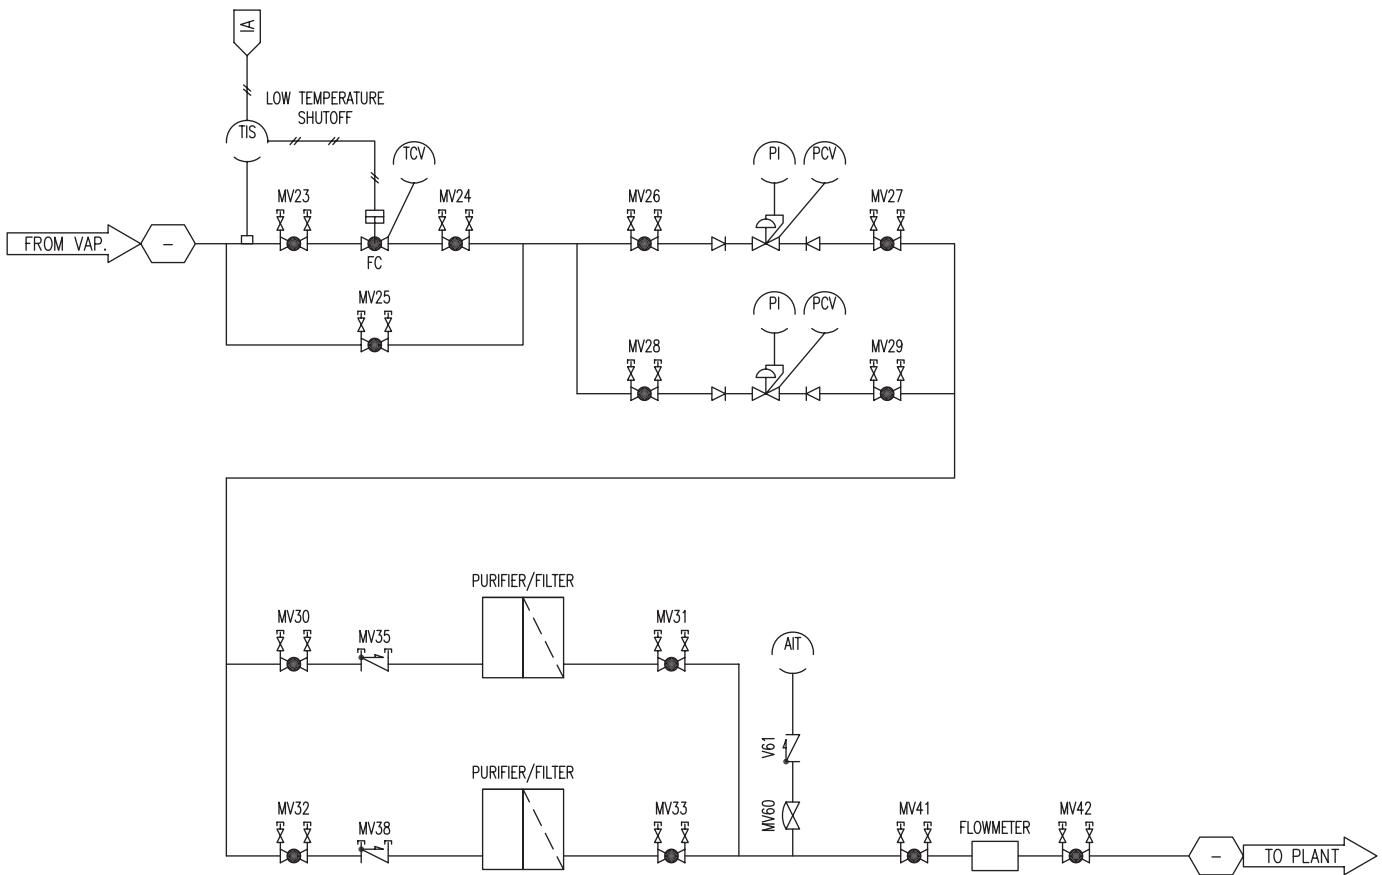 IA
LOW TEMPERATURE
SHUTOFF
TIS
TCV
PI
PCV
MV23
MV24
MV26
MV27
FROM VAP.
-
FC
MV25
PI
PCV
MV28
MV29
PURIFIER/FILTER
MV30
MV35
MV31
AIT
V61
PURIFIER/FILTER
MV32
MV38
MV33
MV60
MV41
FLOWMETER
MV42
-
TO PLANT